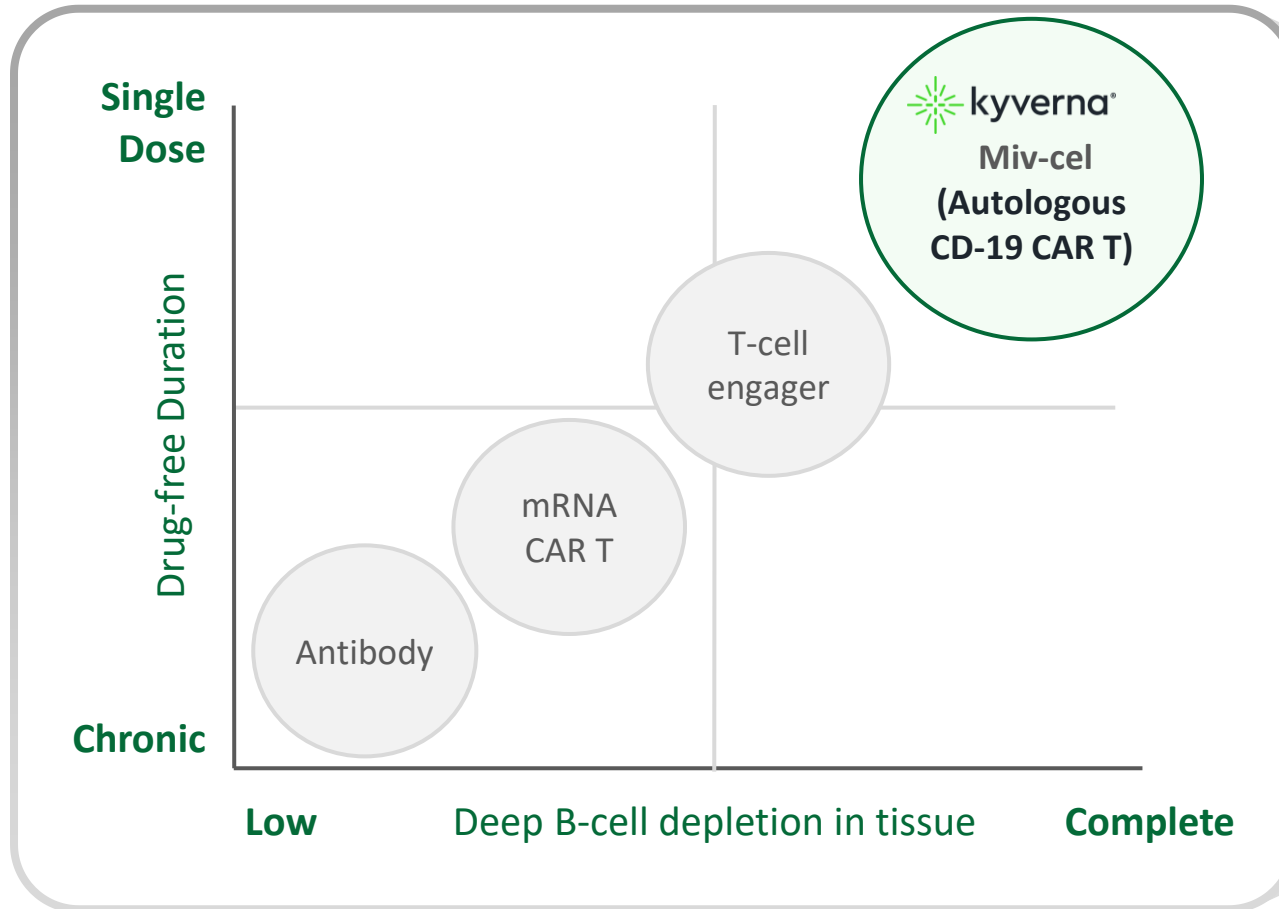 Single
Dose
kyverna®
Miv-cel
(Autologous
CD-19 CAR T)
T-cell
engager
Drug-free Duration
mRNA
CAR T
Antibody
Chronic
Low
Deep B-cell depletion in tissue
Complete